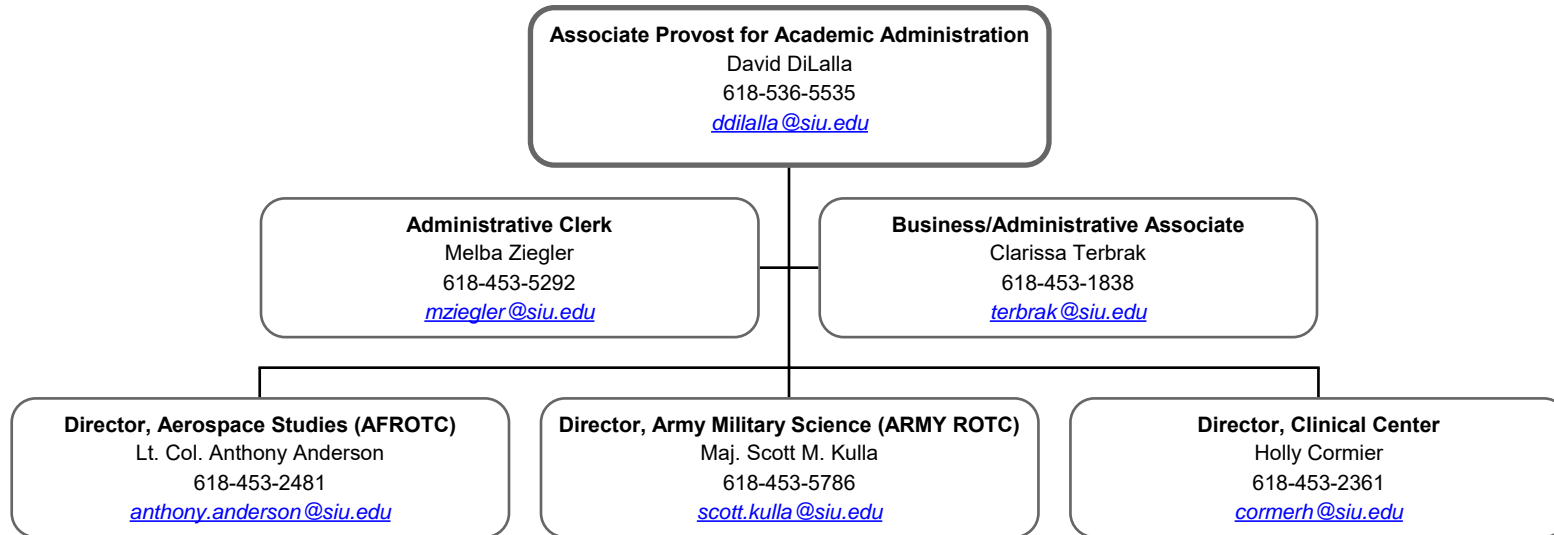 Associate Provost for Academic Administration
David DiLalla
618-536-5535
ddilalla@siu.edu
Administrative Clerk
Melba Ziegler
618-453-5292
mziegler@siu.edu
Business/Administrative Associate
Clarissa Terbrak
618-453-1838
terbrak@siu.edu
Director, Aerospace Studies (AFROTC)
Lt. Col. Anthony Anderson
618-453-2481
anthony.anderson@siu.edu
Director, Army Military Science (ARMY ROTC)
Maj. Scott M. Kulla
618-453-5786
scott.kulla@siu.edu
Director, Clinical Center
Holly Cormier
618-453-2361
cormerh@siu.edu